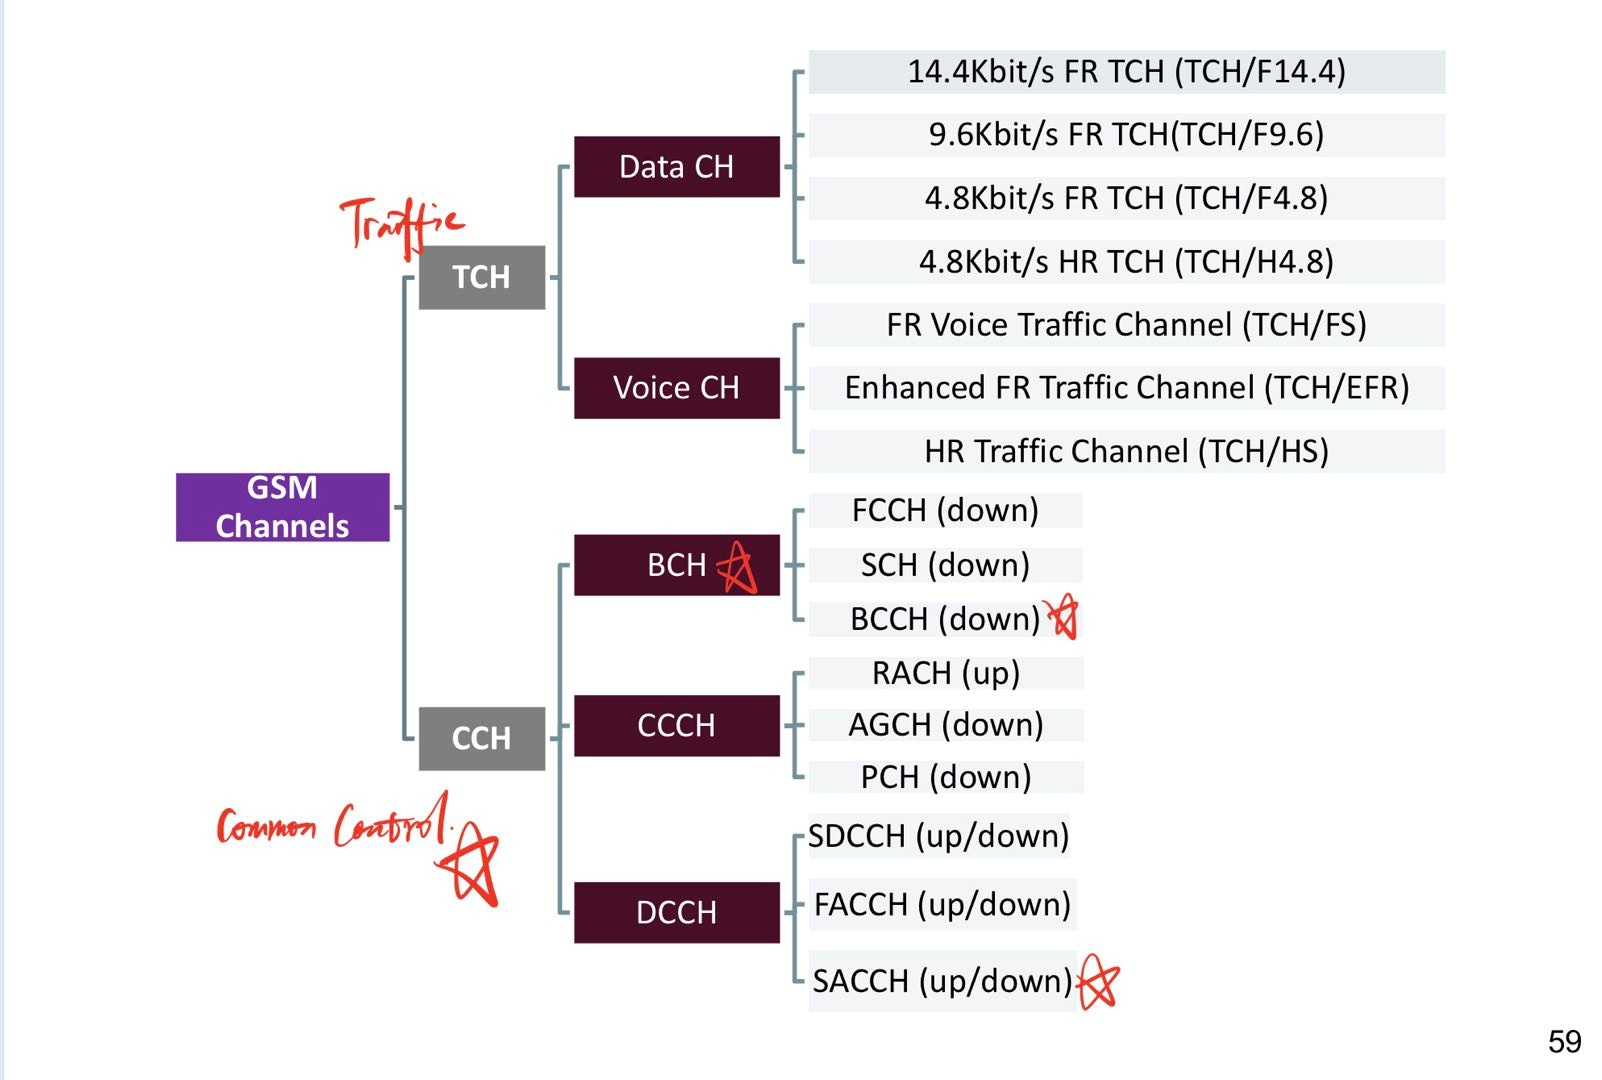 14.4Kbit/s FR TCH (TCH/F14.4)
9.6Kbit/s FR TCH(TCH/F9.6)
Data CH
4.8Kbit/s FR TCH (TCH/F4.8)
Traffic
4.8Kbit/s HR TCH (TCH/H4.8)
TCH
FR Voice Traffic Channel (TCH/FS)
Voice CH
Enhanced FR Traffic Channel (TCH/EFR)
HR Traffic Channel (TCH/HS)
GSM
Channels
FCCH (down)
BCH
SCH (down)
BCCH (down)
RACH (up)
CCH
CCCH
AGCH (down)
PCH (down)
Common Control.
SDCCH (up/down)
DCCH
FACCH (up/down)
SACCH (up/down)
59